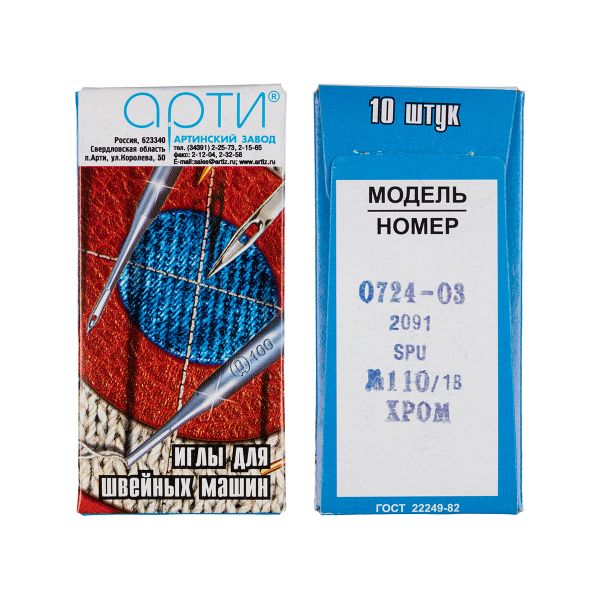 АРТИ®
Россия, 623340
Свердловская область
п.Арти, ул.Королева, 50
АРТИНСКИЙ ЗАВОД
тел. (34391) 2-25-73, 2-15-65
факс: 2-12-04, 2-32-58
E-mail:sales@artiz.ru; www.artiz.ru
100
ИГЛЫ ДЛЯ
ШВЕЙНЫХ МАШИН
10 ШТУК
МОДЕЛЬ
НОМЕР
0724-03
2091
SPU
№110/18
ХРОМ
ГОСТ 22249-82